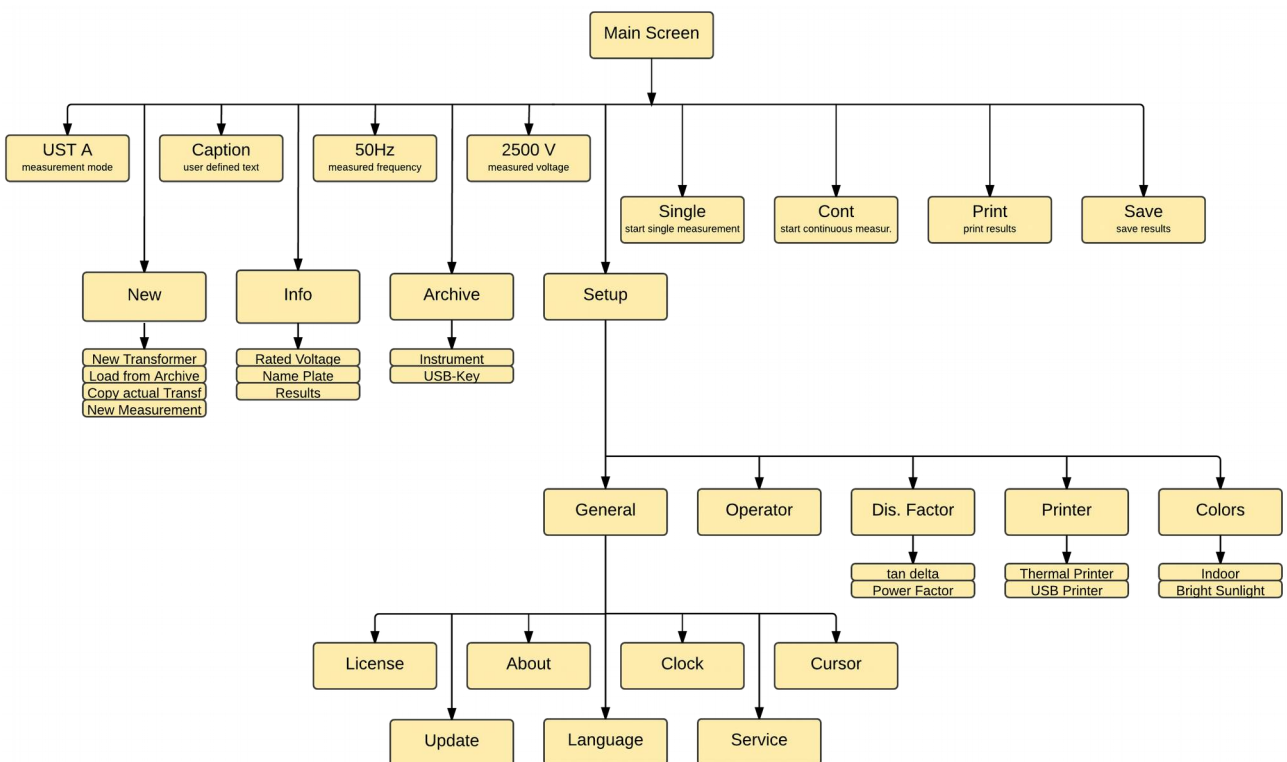 Main Screen
UST A
measurement mode
Caption
user defined text
50Hz
measured frequency
2500 V
measured voltage
Single
start single measurement
Cont
start continuous measur.
Print
print results
Save
save results
New
Info
Archive
Setup
New Transformer
Load from Archive
Copy actual Transf
New Measurement
Rated Voltage
Name Plate
Results
Instrument
USB-Key
General
Operator
Dis. Factor
Printer
Colors
tan delta
Power Factor
Thermal Printer
USB Printer
Indoor
Bright Sunlight
License
About
Clock
Cursor
Update
Language
Service